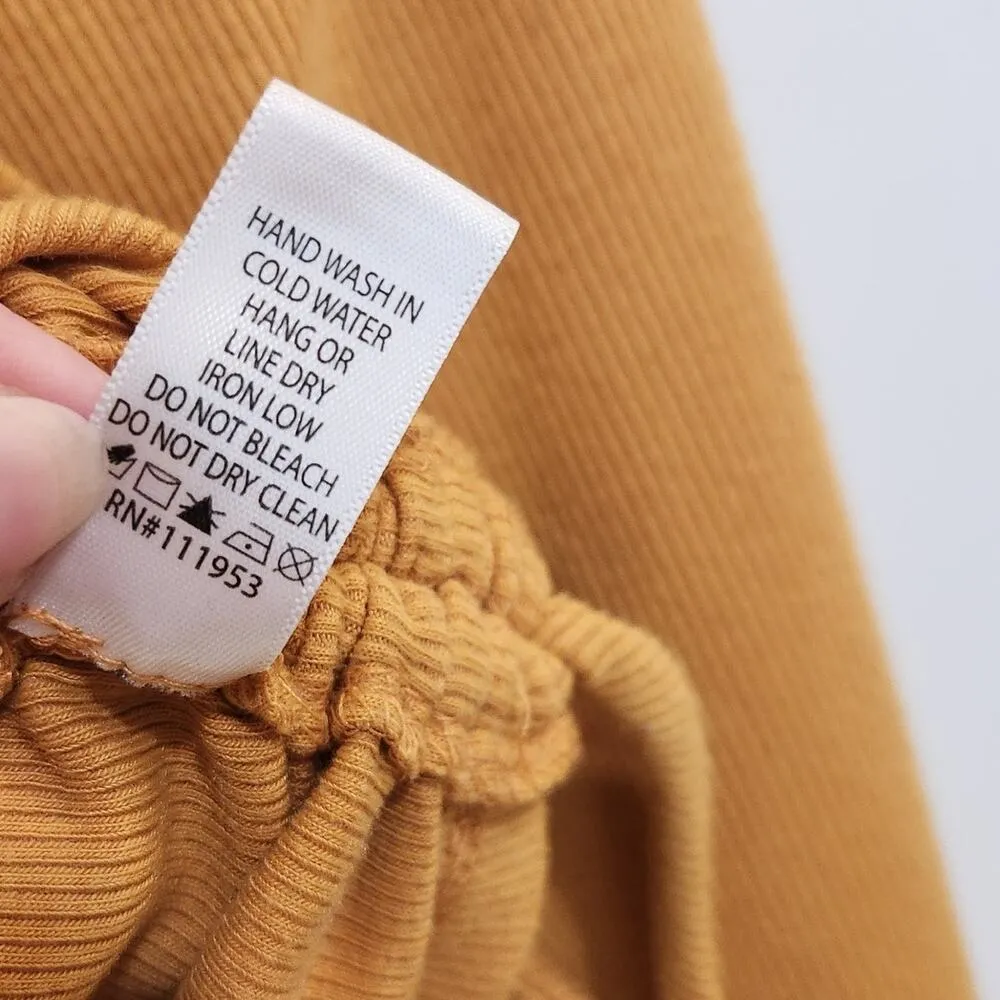 HAND WASH IN
COLD WATER
HANG OR
LINE DRY
IRON LOW
DO NOT BLEACH
DO NOT DRY CLEAN
RN#111953